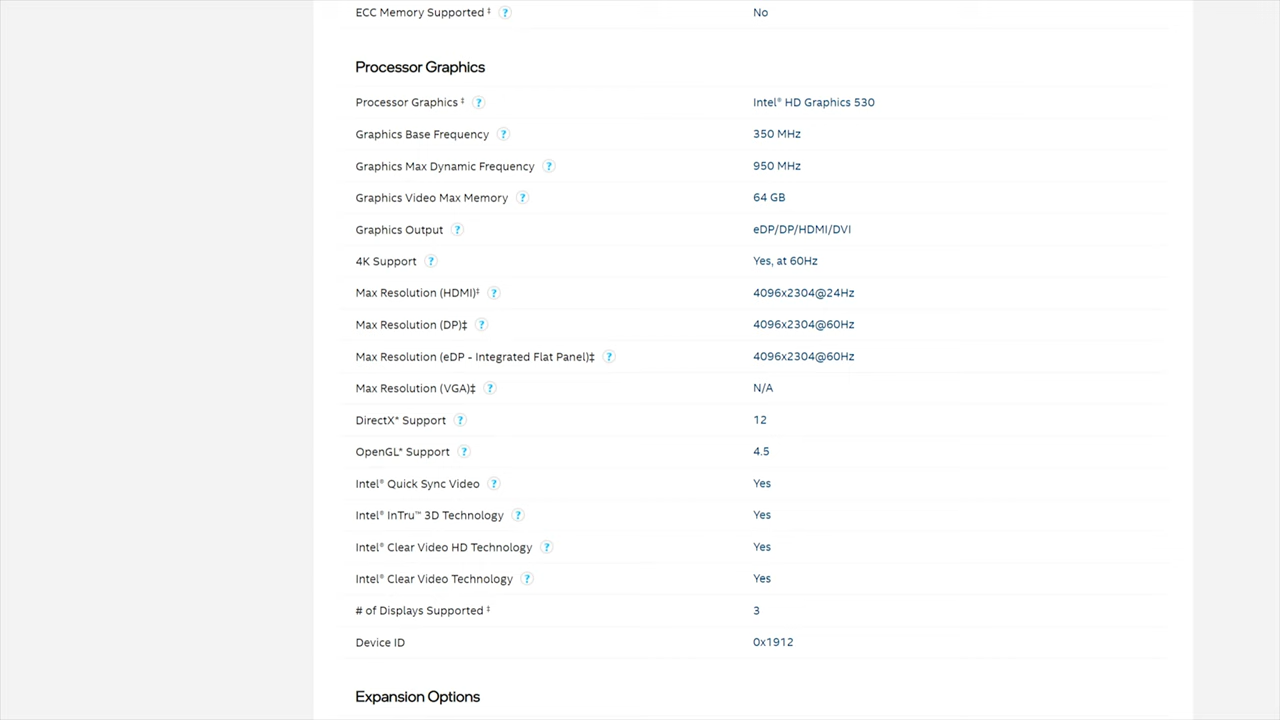 ECC Memory Supported ‡ ? No
Processor Graphics
Processor Graphics ‡ ? Intel® HD Graphics 530
Graphics Base Frequency ? 350 MHz
Graphics Max Dynamic Frequency ? 950 MHz
Graphics Video Max Memory ? 64 GB
Graphics Output ? eDP/DP/HDMI/DVI
4K Support ? Yes, at 60Hz
Max Resolution (HDMI)‡ ? 4096x2304@24Hz
Max Resolution (DP)‡ ? 4096x2304@60Hz
Max Resolution (eDP - Integrated Flat Panel)‡ ? 4096x2304@60Hz
Max Resolution (VGA)‡ ? N/A
DirectX* Support ? 12
OpenGL* Support ? 4.5
Intel® Quick Sync Video ? Yes
Intel® InTru™ 3D Technology ? Yes
Intel® Clear Video HD Technology ? Yes
Intel® Clear Video Technology ? Yes
# of Displays Supported ‡ 3
Device ID 0x1912
Expansion Options